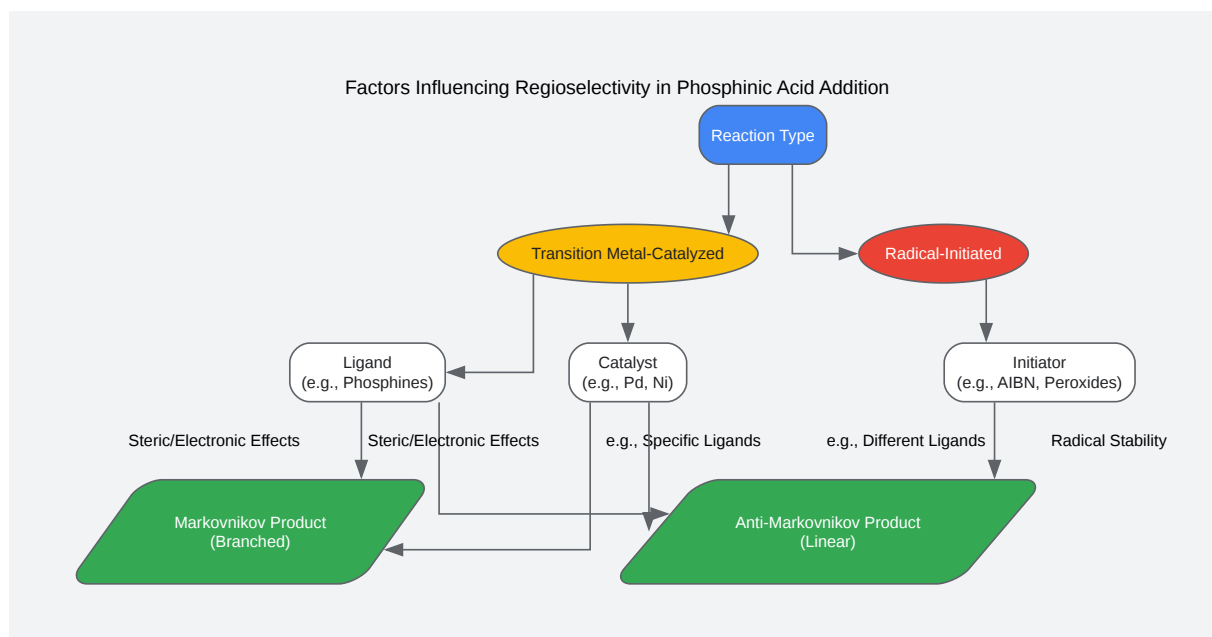 Factors Influencing Regioselectivity in Phosphinic Acid Addition
Reaction Type
Transition Metal-Catalyzed
Radical-Initiated
Ligand
(e.g., Phosphines)
Catalyst
(e.g., Pd, Ni)
Initiator
(e.g., AIBN, Peroxides)
Steric/Electronic Effects
Steric/Electronic Effects
e.g., Specific Ligands
e.g., Different Ligands
Radical Stability
Markovnikov Product
(Branched)
Anti-Markovnikov Product
(Linear)